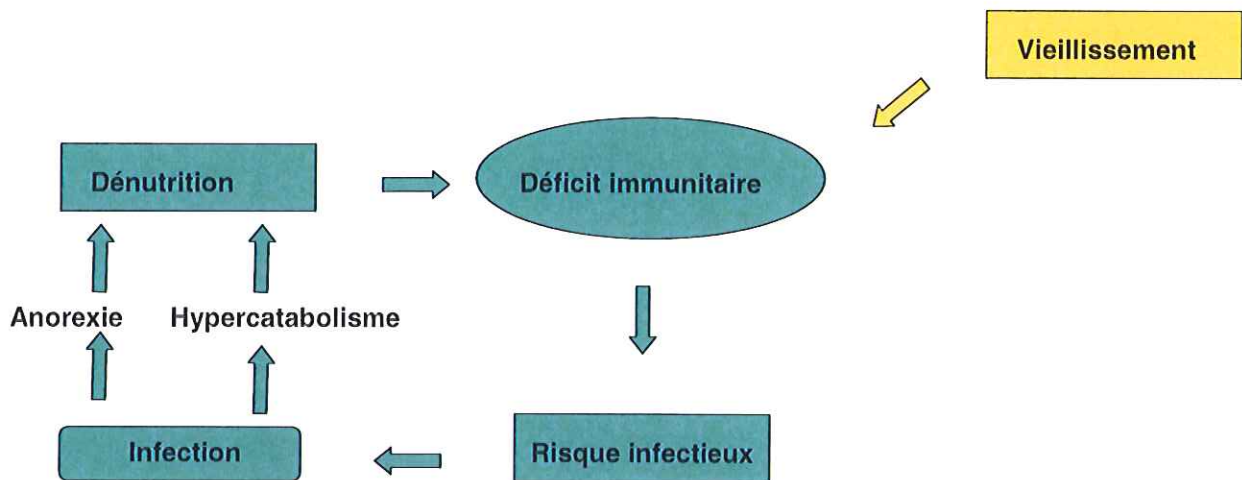 Vieillissement
Dénutrition
Déficit immunitaire
Anorexie
Hypercatabolisme
Infection
Risque infectieux